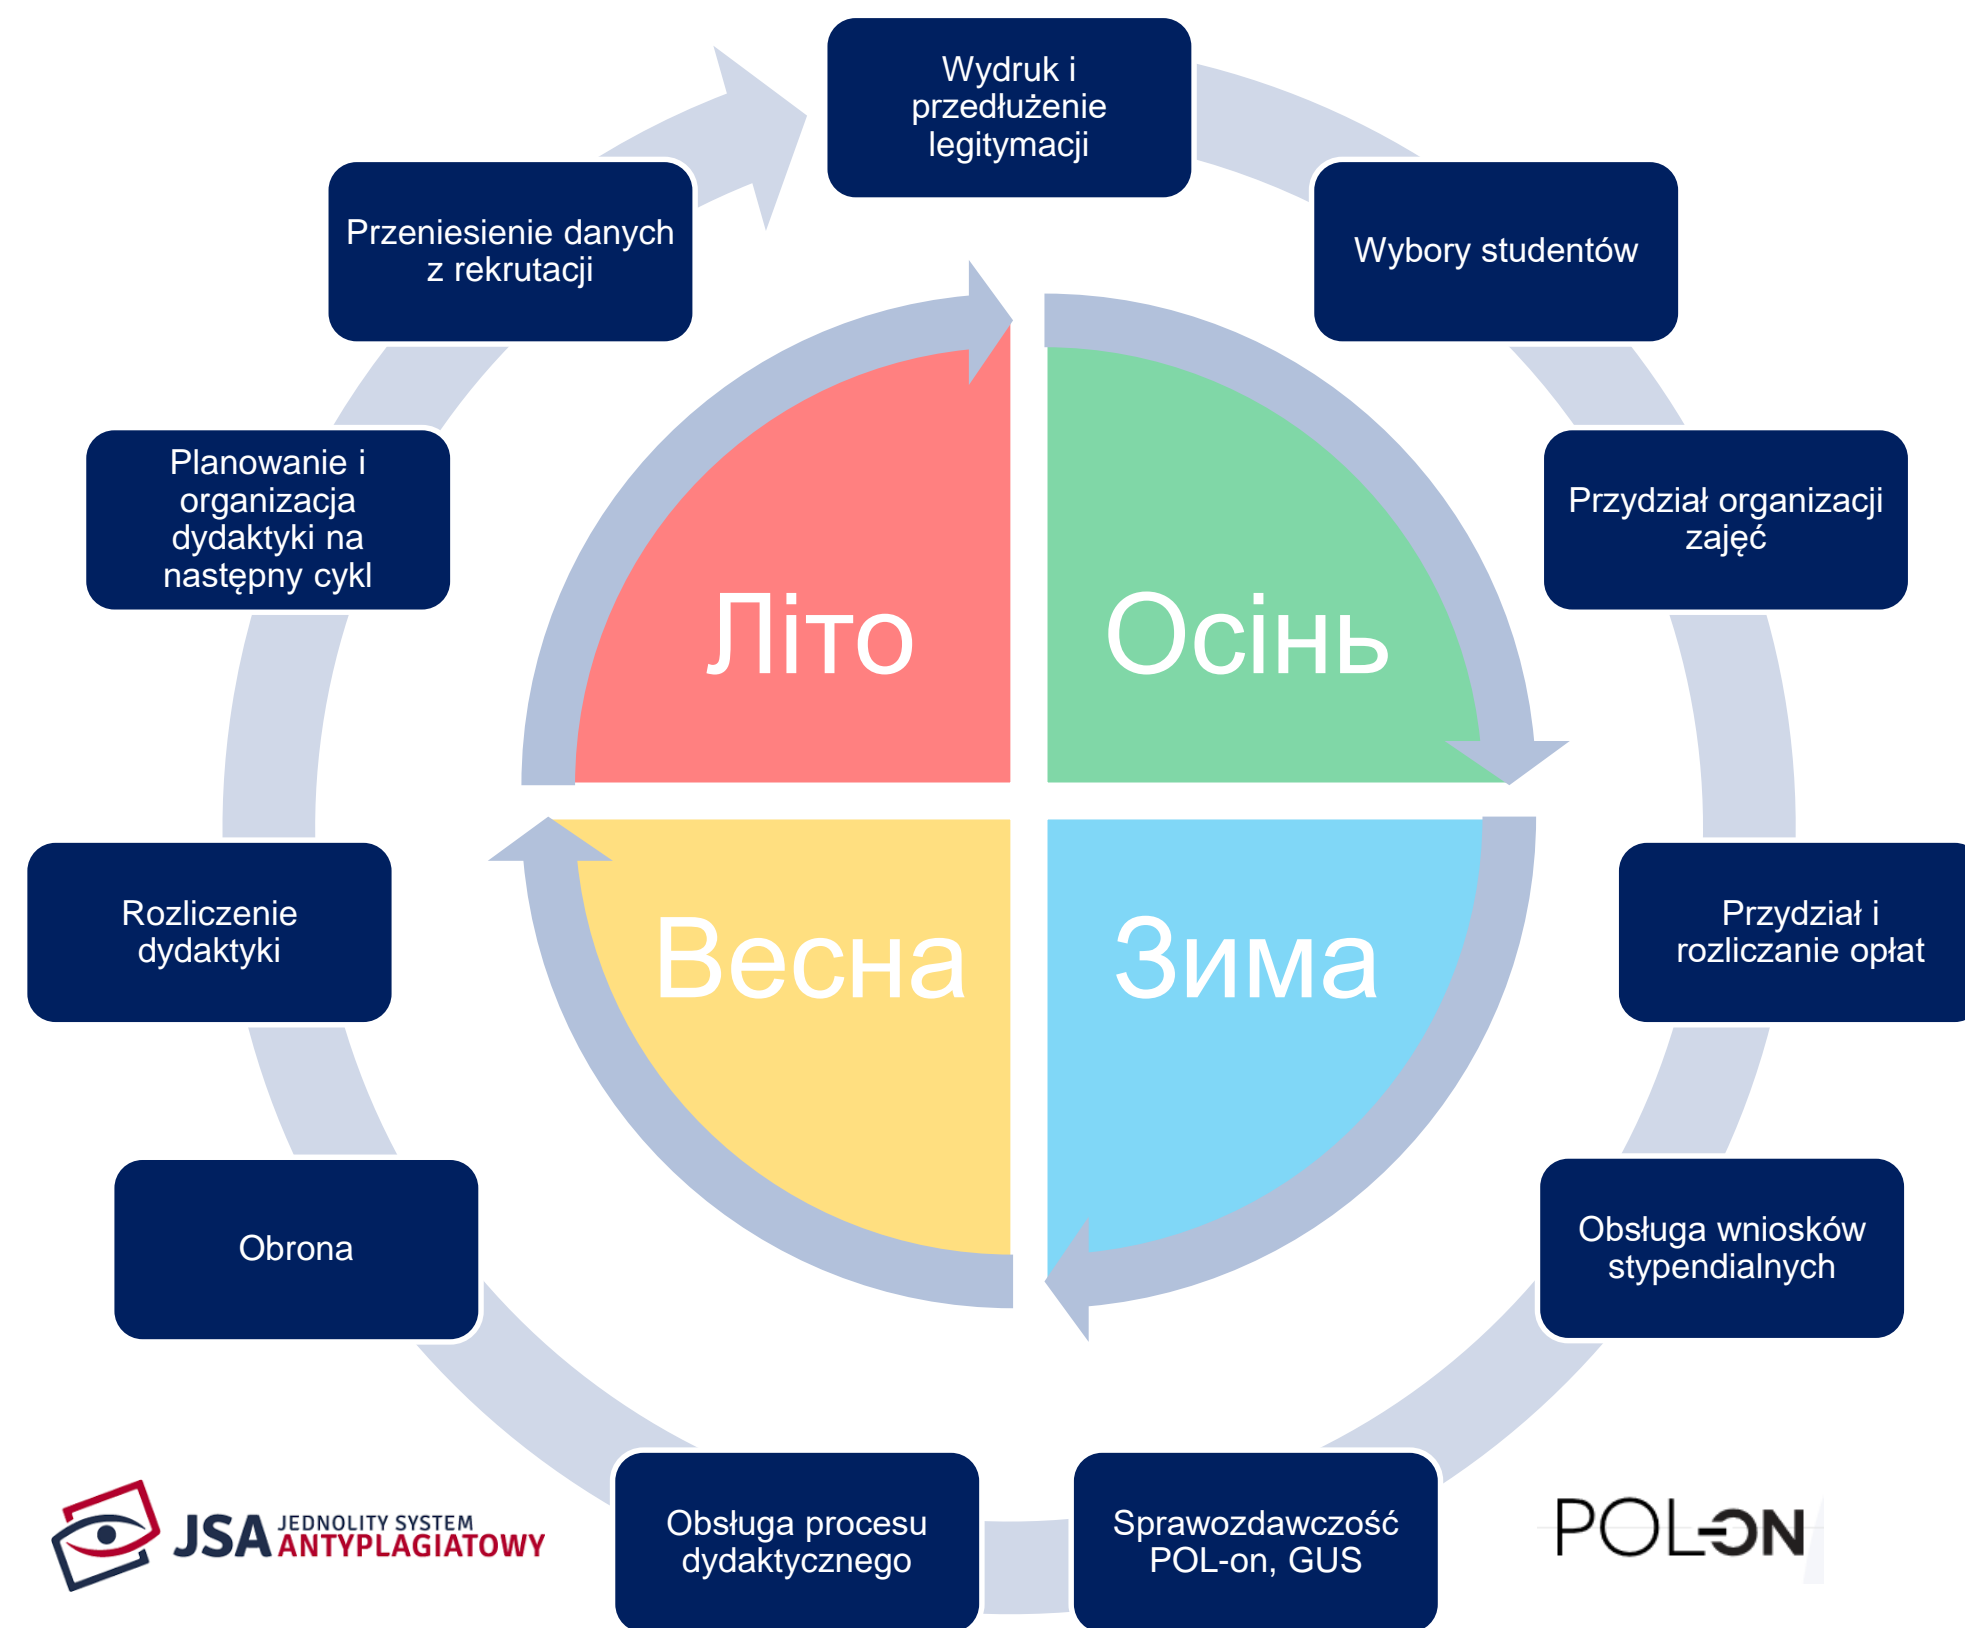 Wydruk i
przedłużenie
legitymacji
Wybory studentów
Przydział organizacji
zajęć
Przydział i
rozliczanie opłat
Obsługa wniosków
stypendialnych
Sprawozdawczość
POL-on, GUS
Obsługa procesu
dydaktycznego
Obrona
Rozliczenie
dydaktyki
Planowanie i
organizacja
dydaktyki na
następny cykl
Przeniesienie danych
z rekrutacji
Літо
Осінь
Весна
Зима
JSA JEDNOLITY SYSTEM
ANTYPLAGIATOWY
POL-ON